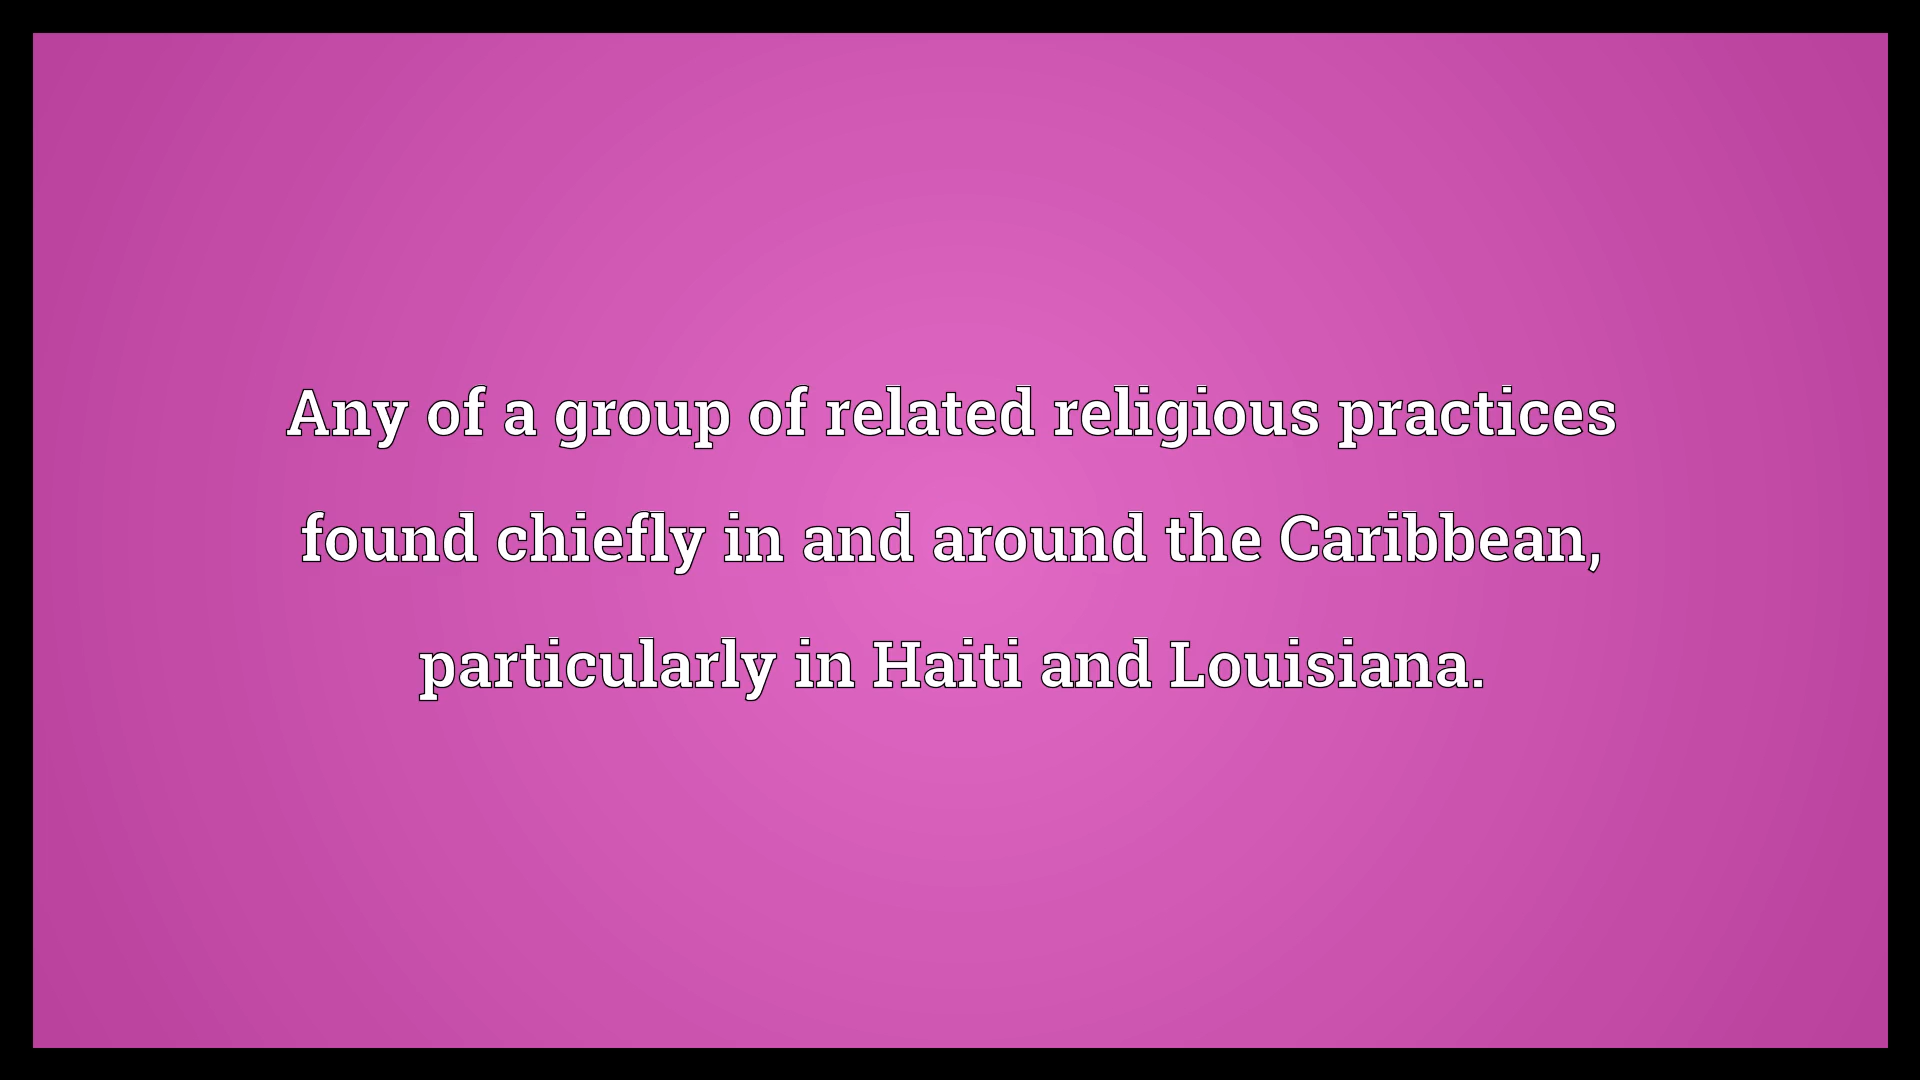 Any of a group of related religious practices
found chiefly in and around the Caribbean,
particularly in Haiti and Louisiana.